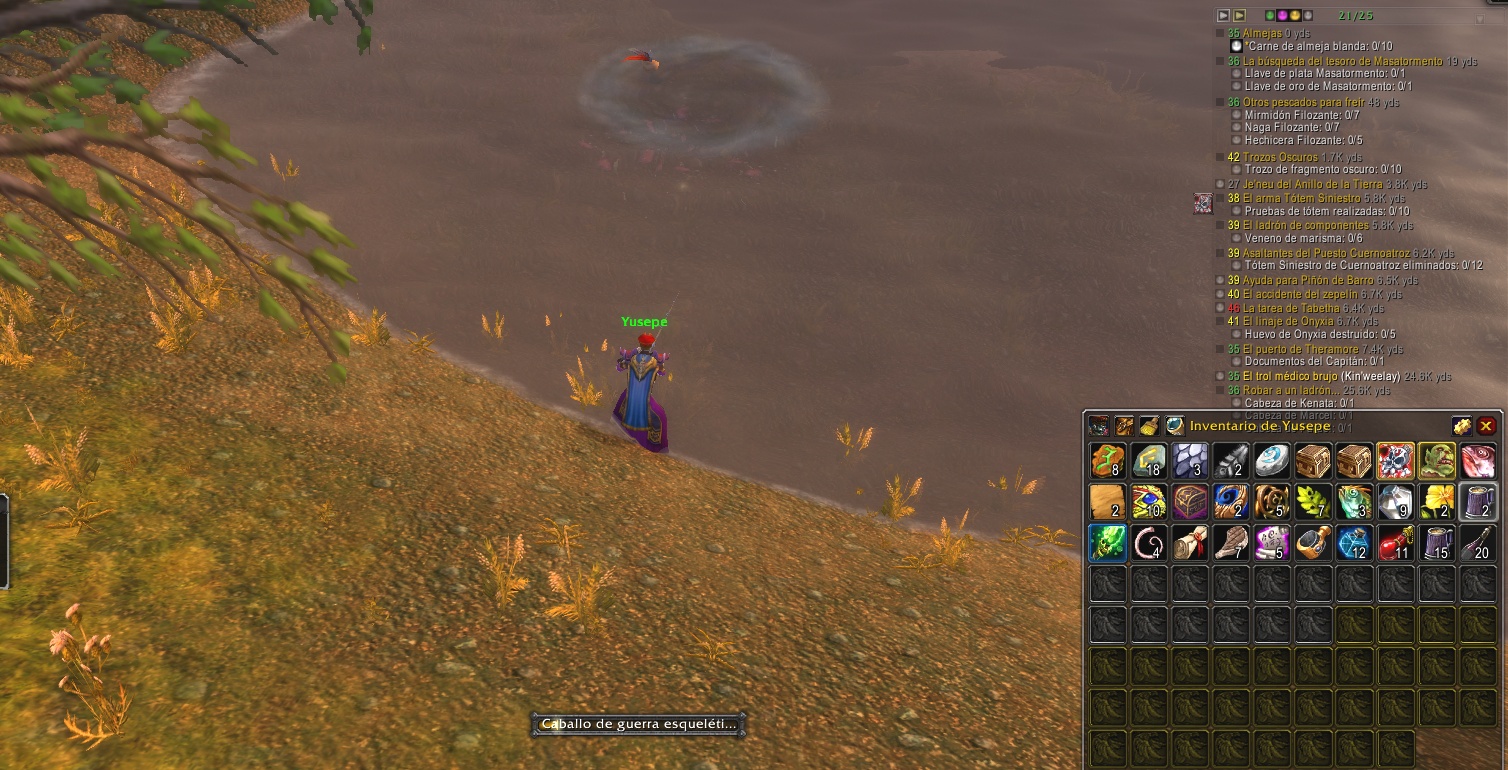 21/25
35 Almejas 0 yds
*Carne de almeja blanda: 0/10
36 La búsqueda del tesoro de Masatormento 19 yds
Llave de plata Masatormento: 0/1
Llave de oro de Masatormento: 0/1
36 Otros pescados para freír 48 yds
Mirmidón Filozante: 0/7
Naga Filozante: 0/7
Hechicera Filozante: 0/5
42 Trozos Oscuros 1.7K yds
Trozo de fragmento oscuro: 0/10
27 Je'neu del Anillo de la Tierra 3.8K yds
38 El arma Tótem Siniestro 5.8K yds
Pruebas de tótem realizadas: 0/10
39 El ladrón de componentes 5.8K yds
Veneno de marisma: 0/6
39 Asaltantes del Puesto Cuernoatroz 6.2K yds
Tótem Siniestro de Cuernoatroz eliminados: 0/12
39 Ayuda para Piñón de Barro 6.5K yds
40 El accidente del zepelín 6.7K yds
La tarea de Tabetha 6.4K yds
41 El linaje de Onyxia 6.7K yds
Huevo de Onyxia destruido: 0/5
35 El puerto de Theramore 7.4K yds
Documentos del Capitán: 0/1
35 El trol médico brujo (Kin'weelay) 24.6K yds
36 Robar a un ladrón... 25.6K yds
Cabeza de Kenata: 0/1
Cabeza de Marcel: 0/1
Yusepe
Inventario de Yusepe
8 18 3 2
2 10 2 5 7 3 9 2 2
4 7 5 12 11 15 20
Caballo de guerra esqueléti...